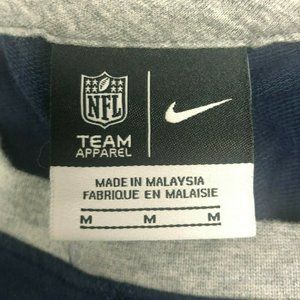 NFL
TEAM
APPAREL
MADE IN MALAYSIA
FABRIQUE EN MALAISIE
M M M